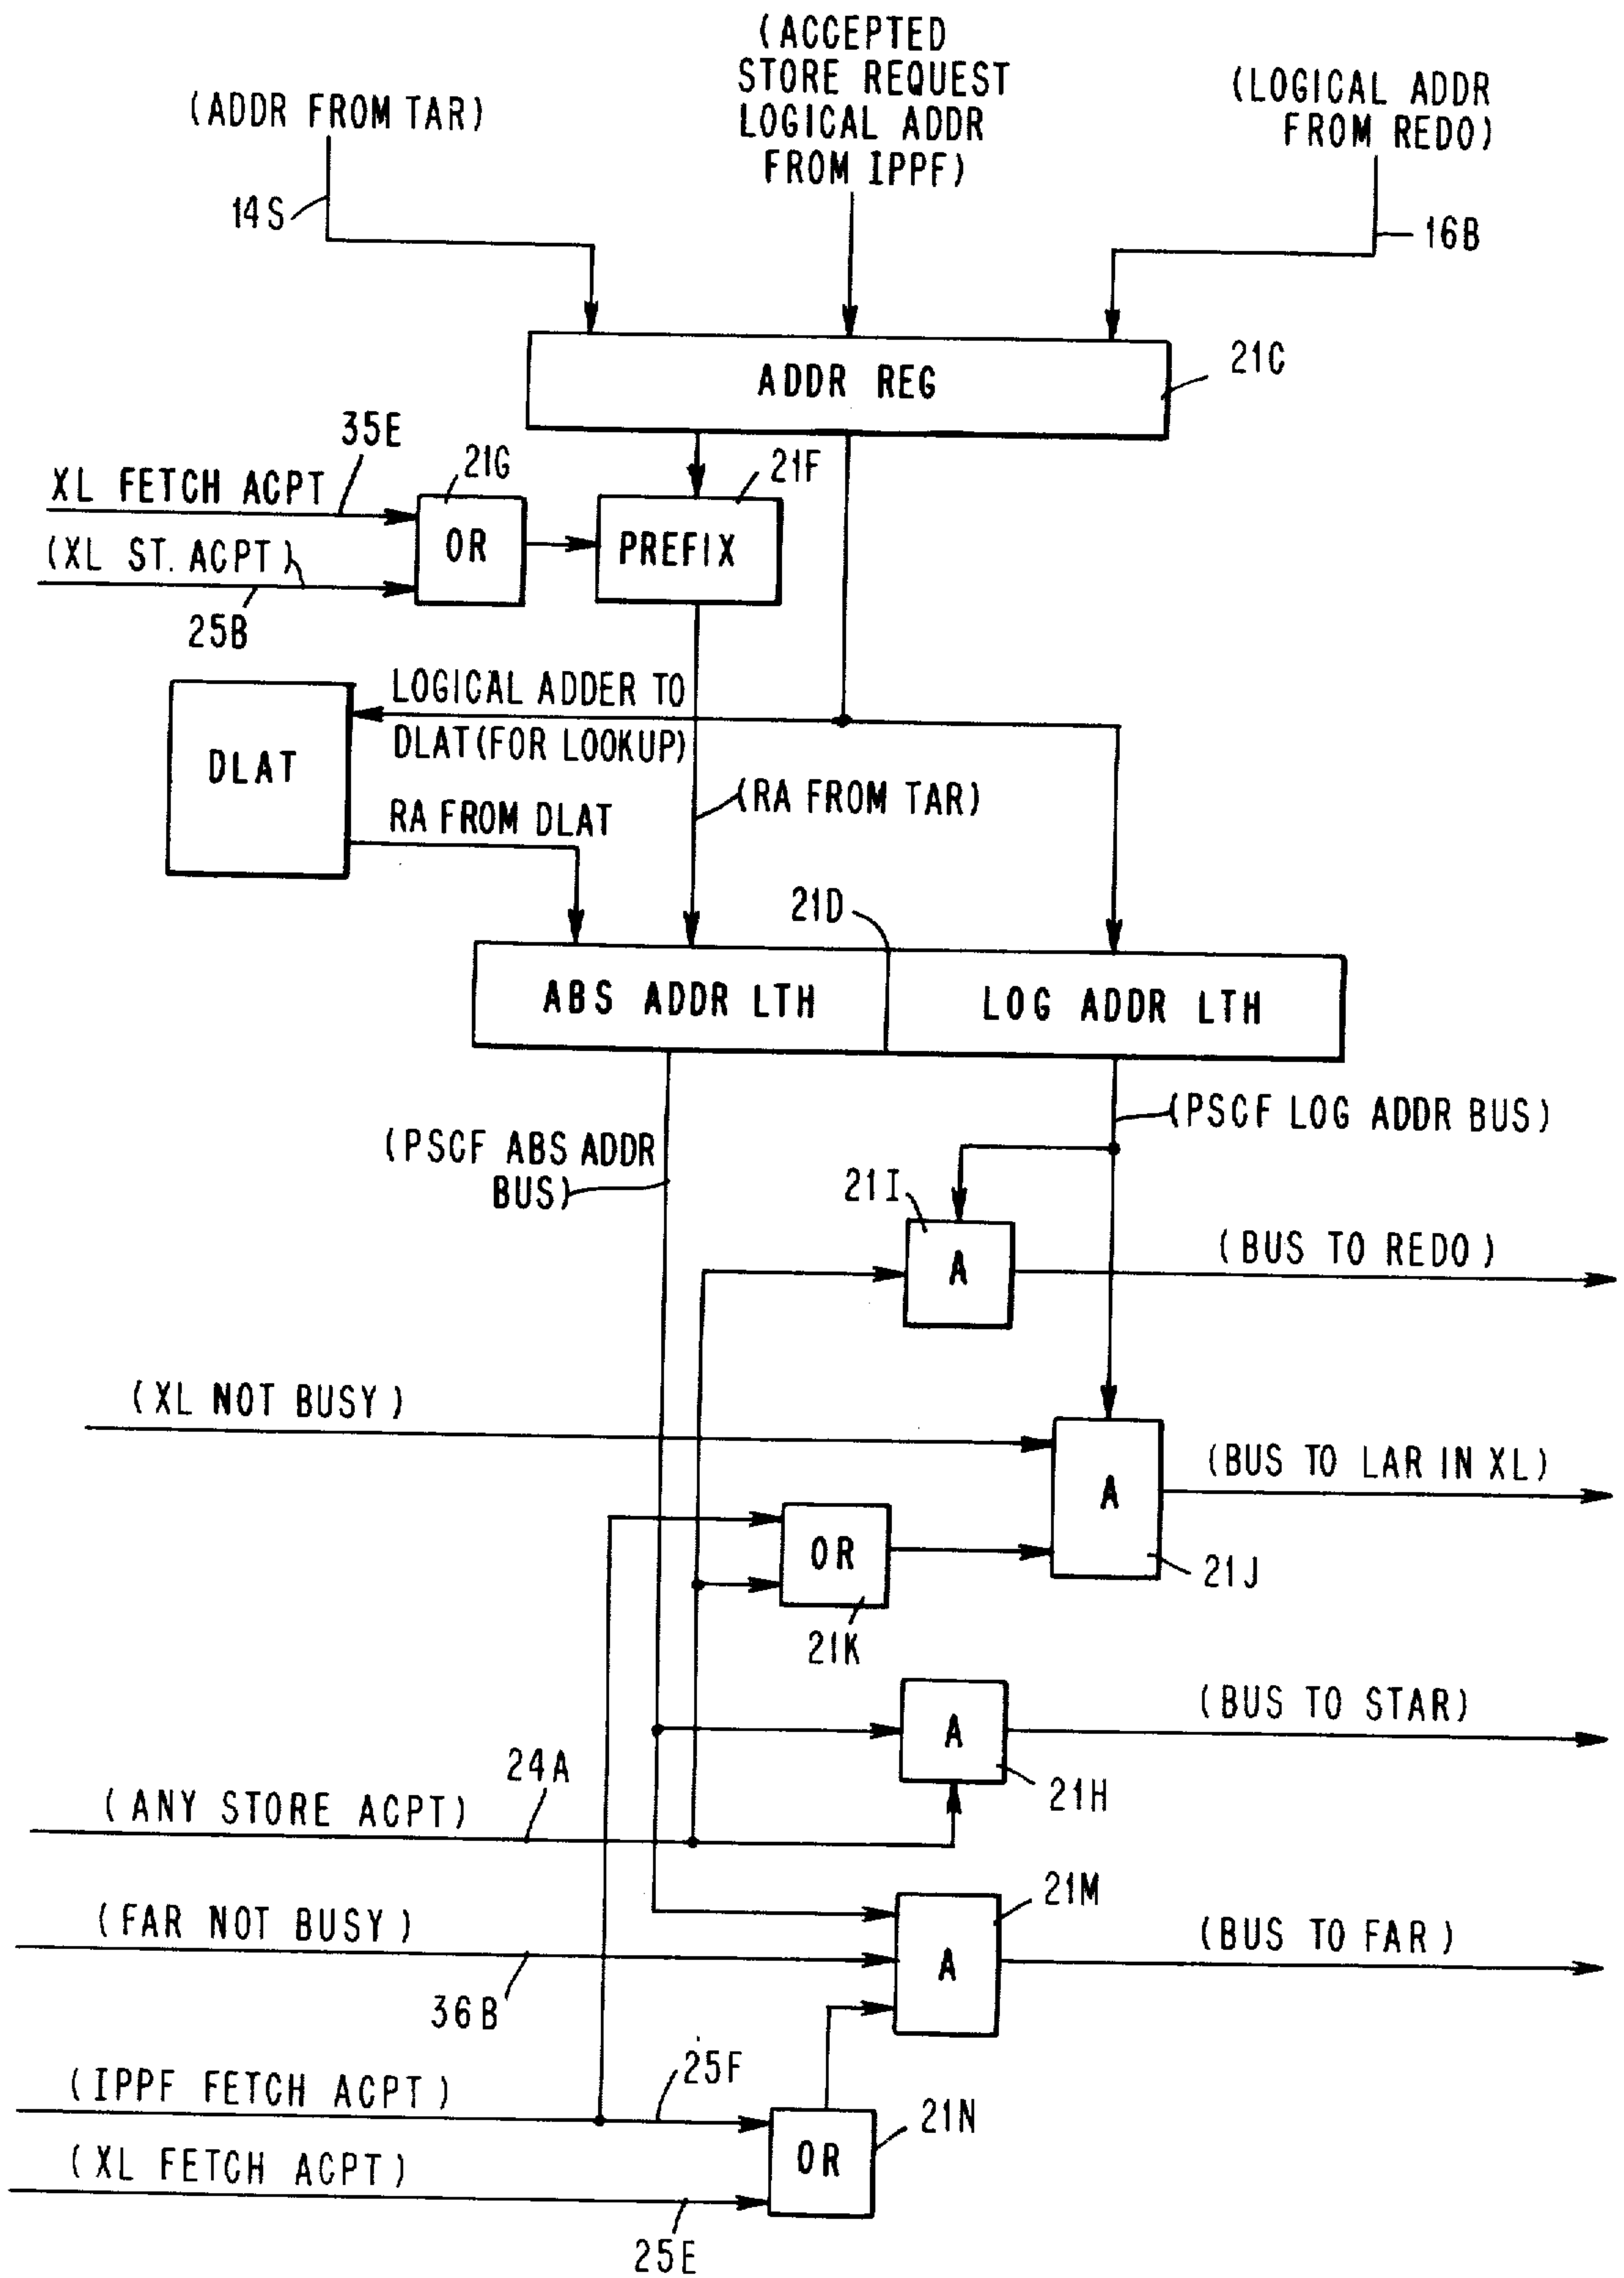 (ACCEPTED
STORE REQUEST
LOGICAL ADDR
FROM IPPF)
(ADDR FROM TAR)
(LOGICAL ADDR
FROM REDO)
14S
16B
ADDR REG
21C
35E
XL FETCH ACPT
21G
21F
OR
PREFIX
(XL ST. ACPT)
25B
LOGICAL ADDER TO
DLAT(FOR LOOKUP)
DLAT
(RA FROM TAR)
RA FROM DLAT
21D
ABS ADDR LTH
LOG ADDR LTH
(PSCF LOG ADDR BUS)
(PSCF ABS ADDR
BUS)
21I
A
(BUS TO REDO)
(XL NOT BUSY)
(BUS TO LAR IN XL)
A
OR
21J
21K
(BUS TO STAR)
A
24A
21H
(ANY STORE ACPT)
21M
(FAR NOT BUSY)
(BUS TO FAR)
A
36B
25F
(IPPF FETCH ACPT)
21N
OR
(XL FETCH ACPT)
25E